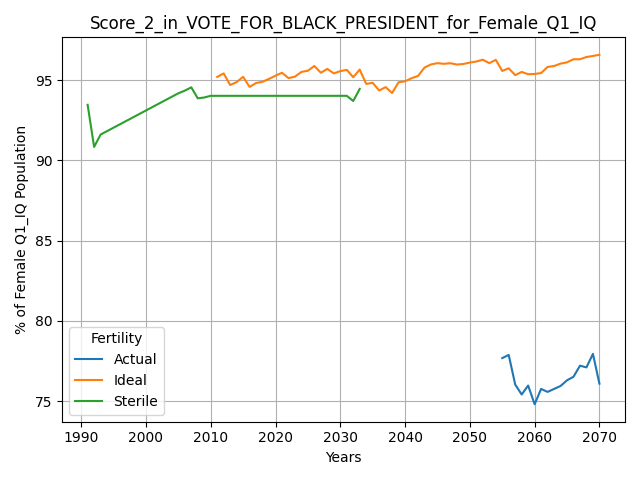 Score_2_in_VOTE_FOR_BLACK_PRESIDENT_for_Female_Q1_IQ
% of Female Q1_IQ Population
95
90
85
80
75
Fertility
Actual
Ideal
Sterile
1990 2000 2010 2020 2030 2040 2050 2060 2070
Years